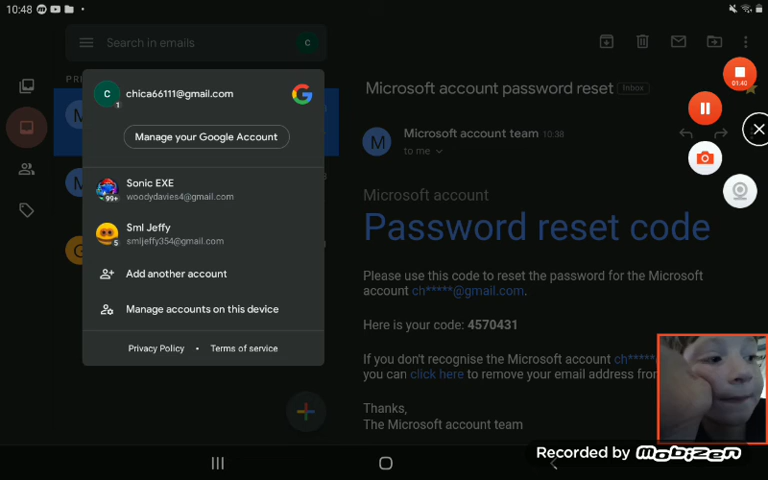 10:48
01:40
Search in emails
C
PRI
C
1
chica66111@gmail.com
Manage your Google Account
99+
Sonic EXE
woodydavies4@gmail.com
5
Sml Jeffy
smljeffy354@gmail.com
Add another account
Manage accounts on this device
Privacy Policy • Terms of service
Microsoft account password reset Inbox
M
Microsoft account team 10:38
to me
Microsoft account
Password reset code
Please use this code to reset the password for the Microsoft
account ch*****@gmail.com.
Here is your code: 4570431
If you don't recognise the Microsoft account ch*****
you can click here to remove your email address from
Thanks,
The Microsoft account team
Recorded by Mobizen